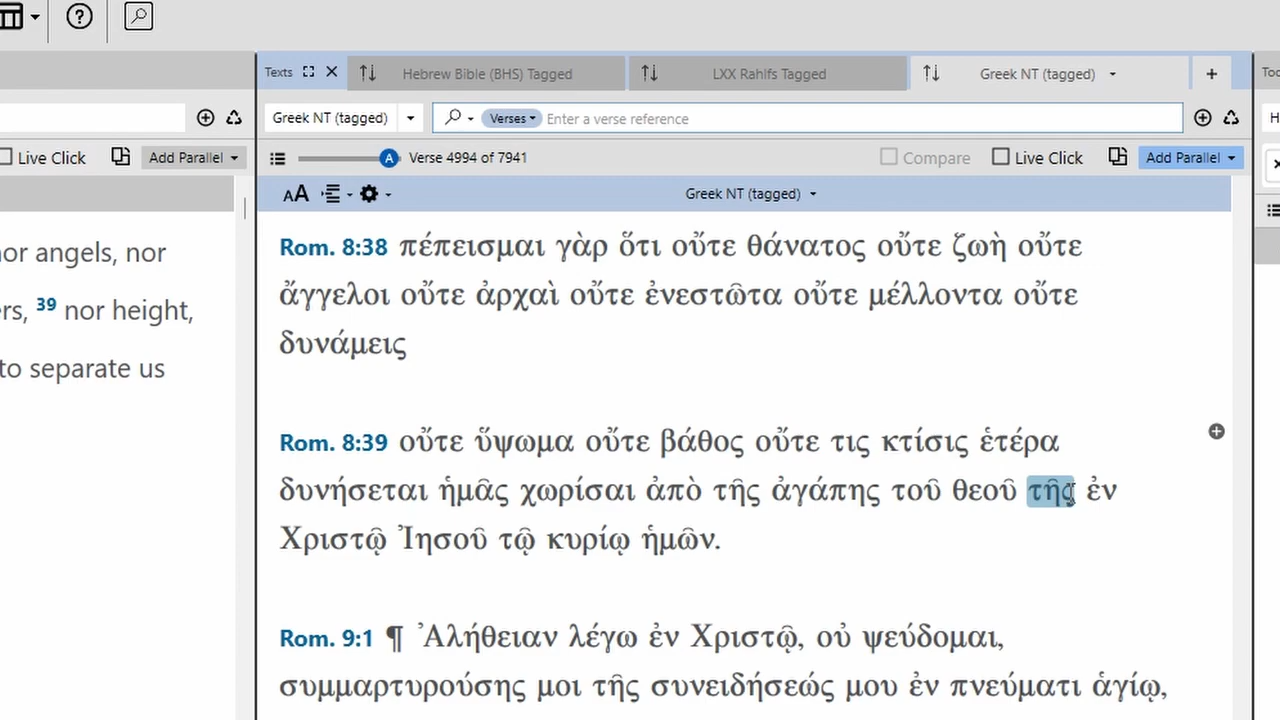 Texts
Hebrew Bible (BHS) Tagged
LXX Rahlfs Tagged
Greek NT (tagged)
Greek NT (tagged)
Verses
Enter a verse reference
Live Click
Add Parallel
A
Verse 4994 of 7941
Compare
Live Click
Add Parallel
AA
Greek NT (tagged)
nor angels, nor
ers, 39 nor height,
to separate us
Rom. 8:38 πέπεισμαι γὰρ ὅτι οὔτε θάνατος οὔτε ζωὴ οὔτε
ἄγγελοι οὔτε ἀρχαὶ οὔτε ἐνεστῶτα οὔτε μέλλοντα οὔτε
δυνάμεις
Rom. 8:39 οὔτε ὕψωμα οὔτε βάθος οὔτε τις κτίσις ἑτέρα
δυνήσεται ἡμᾶς χωρίσαι ἀπὸ τῆς ἀγάπης τοῦ θεοῦ τῆς ἐν
Χριστῷ Ἰησοῦ τῷ κυρίῳ ἡμῶν.
Rom. 9:1 ¶ Ἀλήθειαν λέγω ἐν Χριστῷ, οὐ ψεύδομαι,
συμμαρτυρούσης μοι τῆς συνειδήσεώς μου ἐν πνεύματι ἁγίῳ,